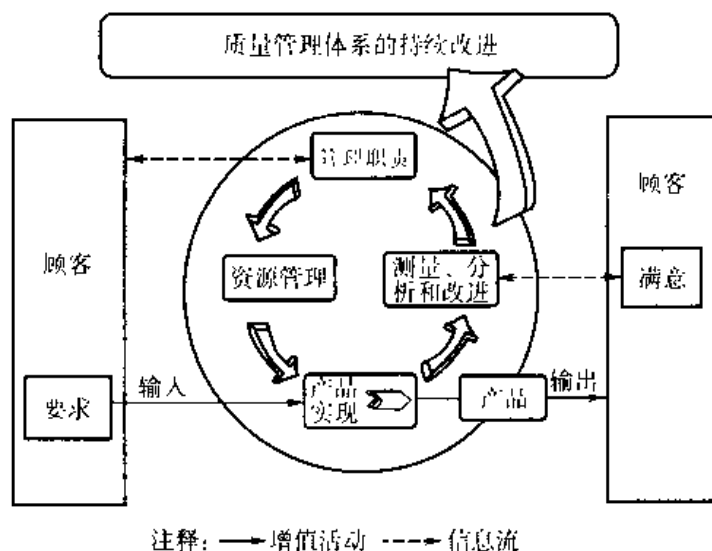 质量管理体系的持续改进
顾客
管理职责
顾客
资源管理
测量、分
析和改进
满意
要求
输入
产品
实现
产品
输出
注释：增值活动 信息流